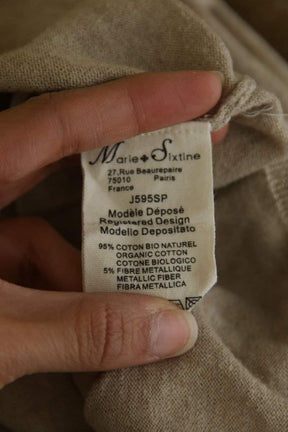 Marie Sixtine
27, Rue Beaurepaire
75010 Pairis
France
J595SP
Modèle Déposé
Registered Design
Modello Depositato
95% COTON BIO NATUREL
ORGANIC COTTON
COTONE BIOLOGICO
5% FIBRE METALLIQUE
METALLIC FIBER
FIBRA METALLICA